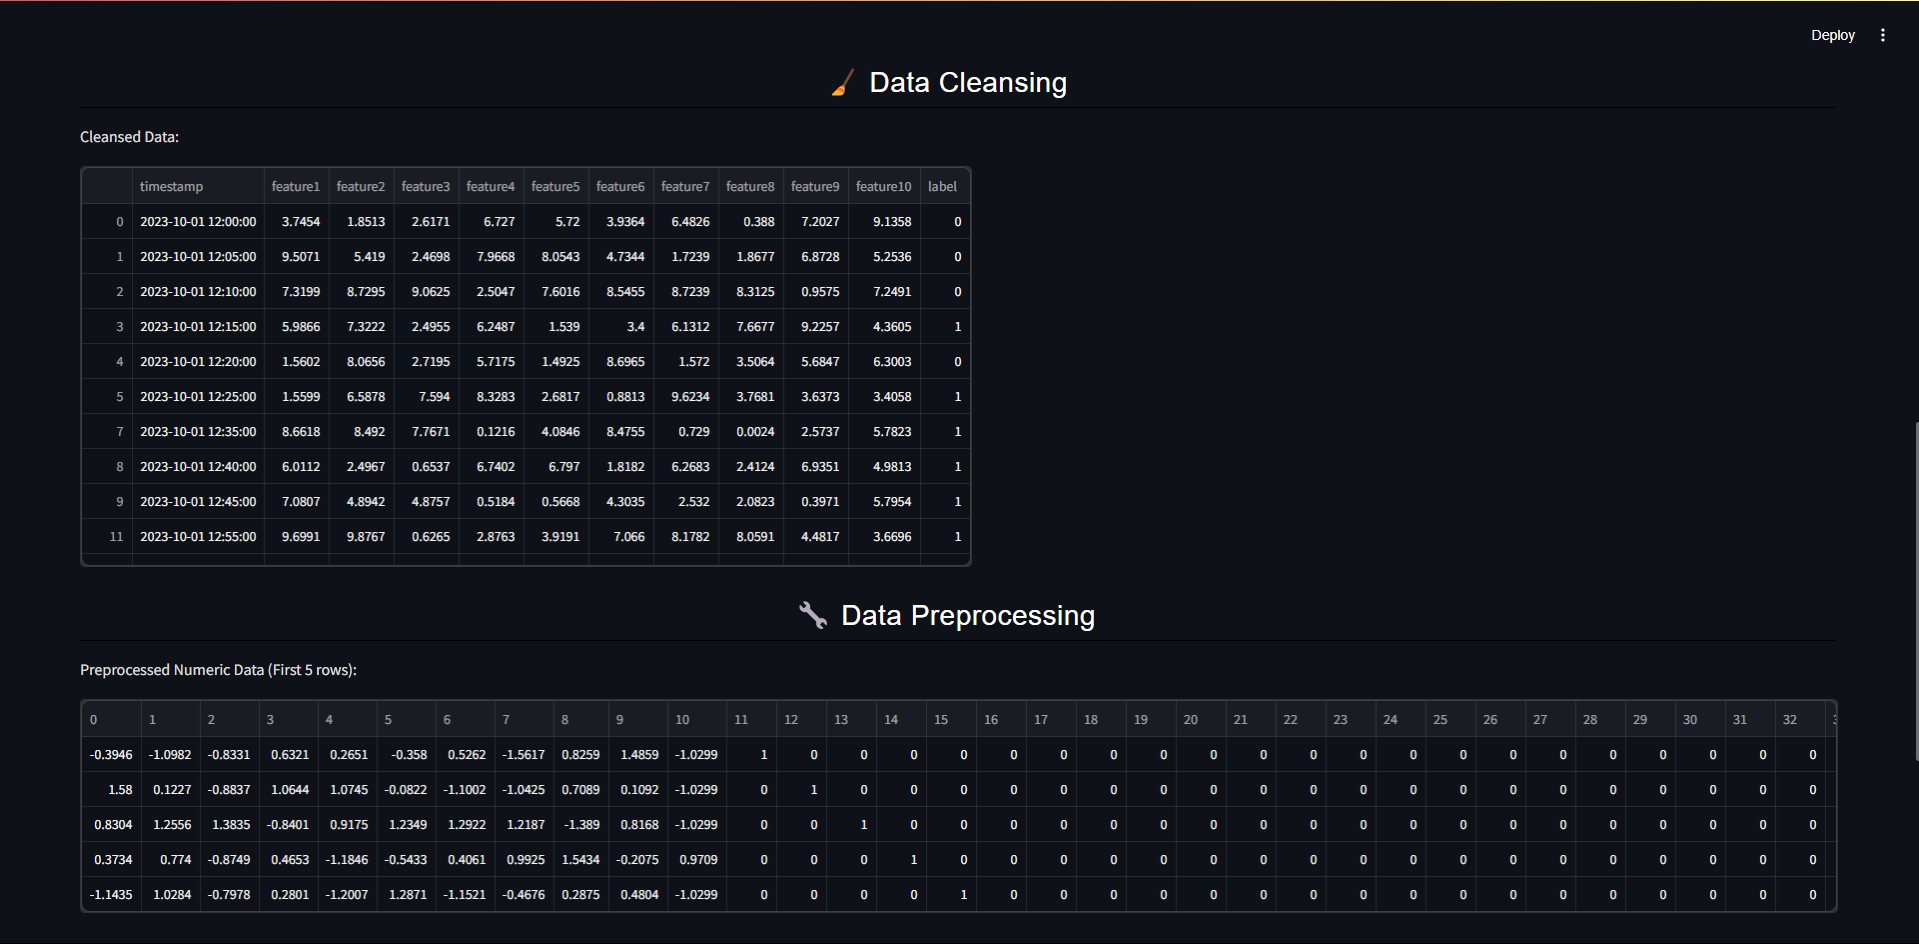 Deploy
Data Cleansing
Cleansed Data:
timestamp feature1 feature2 feature3 feature4 feature5 feature6 feature7 feature8 feature9 feature10 label
0 2023-10-01 12:00:00 3.7454 1.8513 2.6171 6.727 5.72 3.9364 6.4826 0.388 7.2027 9.1358 0
1 2023-10-01 12:05:00 9.5071 5.419 2.4698 7.9668 8.0543 4.7344 1.7239 1.8677 6.8728 5.2536 0
2 2023-10-01 12:10:00 7.3199 8.7295 9.0625 2.5047 7.6016 8.5455 8.7239 8.3125 0.9575 7.2491 0
3 2023-10-01 12:15:00 5.9866 7.3222 2.4955 6.2487 1.539 3.4 6.1312 7.6677 9.2257 4.3605 1
4 2023-10-01 12:20:00 1.5602 8.0656 2.7195 5.7175 1.4925 8.6965 1.572 3.5064 5.6847 6.3003 0
5 2023-10-01 12:25:00 1.5599 6.5878 7.594 8.3283 2.6817 0.8813 9.6234 3.7681 3.6373 3.4058 1
7 2023-10-01 12:35:00 8.6618 8.492 7.7671 0.1216 4.0846 8.4755 0.729 0.0024 2.5737 5.7823 1
8 2023-10-01 12:40:00 6.0112 2.4967 0.6537 6.7402 6.797 1.8182 6.2683 2.4124 6.9351 4.9813 1
9 2023-10-01 12:45:00 7.0807 4.8942 4.8757 0.5184 0.5668 4.3035 2.532 2.0823 0.3971 5.7954 1
11 2023-10-01 12:55:00 9.6991 9.8767 0.6265 2.8763 3.9191 7.066 8.1782 8.0591 4.4817 3.6696 1
Data Preprocessing
Preprocessed Numeric Data (First 5 rows):
0 1 2 3 4 5 6 7 8 9 10 11 12 13 14 15 16 17 18 19 20 21 22 23 24 25 26 27 28 29 30 31 32
-0.3946 -1.0982 -0.8331 0.6321 0.2651 -0.358 0.5262 -1.5617 0.8259 1.4859 -1.0299 1 0 0 0 0 0 0 0 0 0 0 0 0 0 0 0 0 0 0 0 0 0
1.58 0.1227 -0.8837 1.0644 1.0745 -0.0822 -1.1002 -1.0425 0.7089 0.1092 -1.0299 0 1 0 0 0 0 0 0 0 0 0 0 0 0 0 0 0 0 0 0 0 0
0.8304 1.2556 1.3835 -0.8401 0.9175 1.2349 1.2922 1.2187 -1.389 0.8168 -1.0299 0 0 1 0 0 0 0 0 0 0 0 0 0 0 0 0 0 0 0 0 0 0
0.3734 0.774 -0.8749 0.4653 -1.1846 -0.5433 0.4061 0.9925 1.5434 -0.2075 0.9709 0 0 0 1 0 0 0 0 0 0 0 0 0 0 0 0 0 0 0 0 0 0
-1.1435 1.0284 -0.7978 0.2801 -1.2007 1.2871 -1.1521 -0.4676 0.2875 0.4804 -1.0299 0 0 0 0 1 0 0 0 0 0 0 0 0 0 0 0 0 0 0 0 0 0